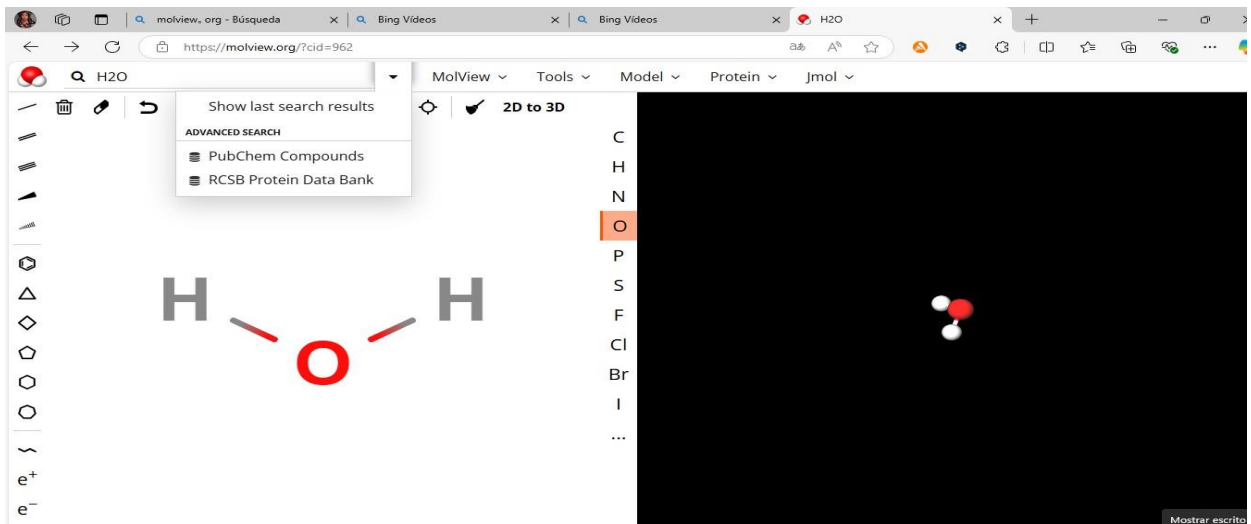 molview, org - Búsqueda
Bing Vídeos
Bing Vídeos
H2O
https://molview.org/?cid=962
H2O
MolView Tools Model Protein Jmol
Show last search results
2D to 3D
ADVANCED SEARCH
PubChem Compounds
RCSB Protein Data Bank
C
H
N
O
P
S
F
Cl
Br
I
...
H H
O
e+
e−
Mostrar escrito